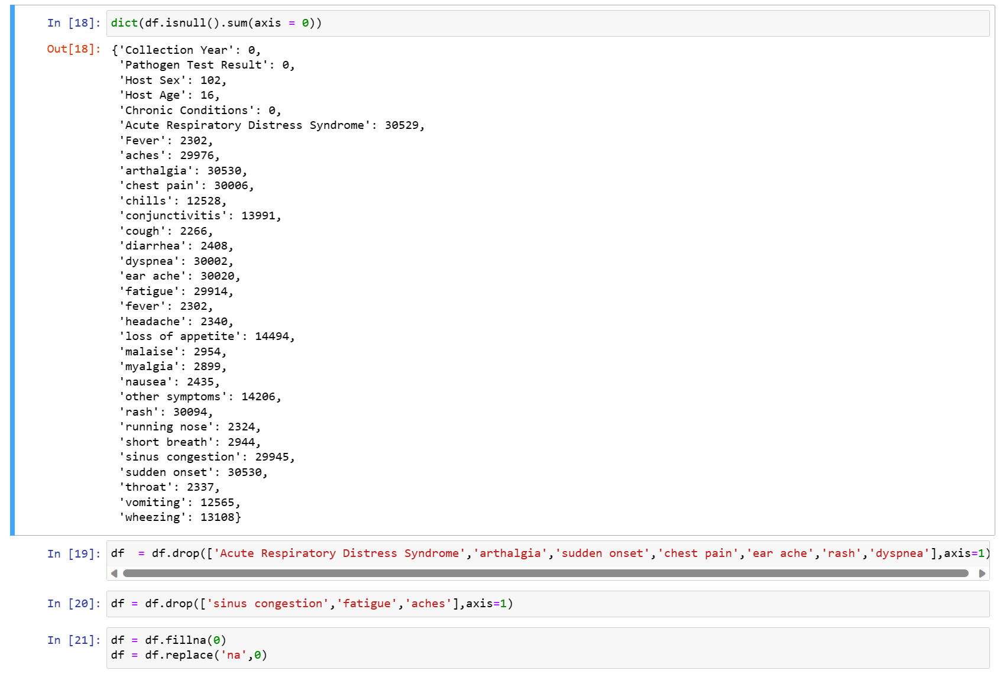 In [18]: dict(df.isnull().sum(axis = 0))
Out[18]: {'Collection Year': 0,
'Pathogen Test Result': 0,
'Host Sex': 102,
'Host Age': 16,
'Chronic Conditions': 0,
'Acute Respiratory Distress Syndrome': 30529,
'Fever': 2302,
'aches': 29976,
'arthalgia': 30530,
'chest pain': 30006,
'chills': 12528,
'conjunctivitis': 13991,
'cough': 2266,
'diarrhea': 2408,
'dyspnea': 30002,
'ear ache': 30020,
'fatigue': 29914,
'fever': 2302,
'headache': 2340,
'loss of appetite': 14494,
'malaise': 2954,
'myalgia': 2899,
'nausea': 2435,
'other symptoms': 14206,
'rash': 30094,
'running nose': 2324,
'short breath': 2944,
'sinus congestion': 29945,
'sudden onset': 30530,
'throat': 2337,
'vomiting': 12565,
'wheezing': 13108}
In [19]: df  = df.drop(['Acute Respiratory Distress Syndrome','arthalgia','sudden onset','chest pain','ear ache','rash','dyspnea'],axis=1)
In [20]: df = df.drop(['sinus congestion','fatigue','aches'],axis=1)
In [21]: df = df.fillna(0)
df = df.replace('na',0)